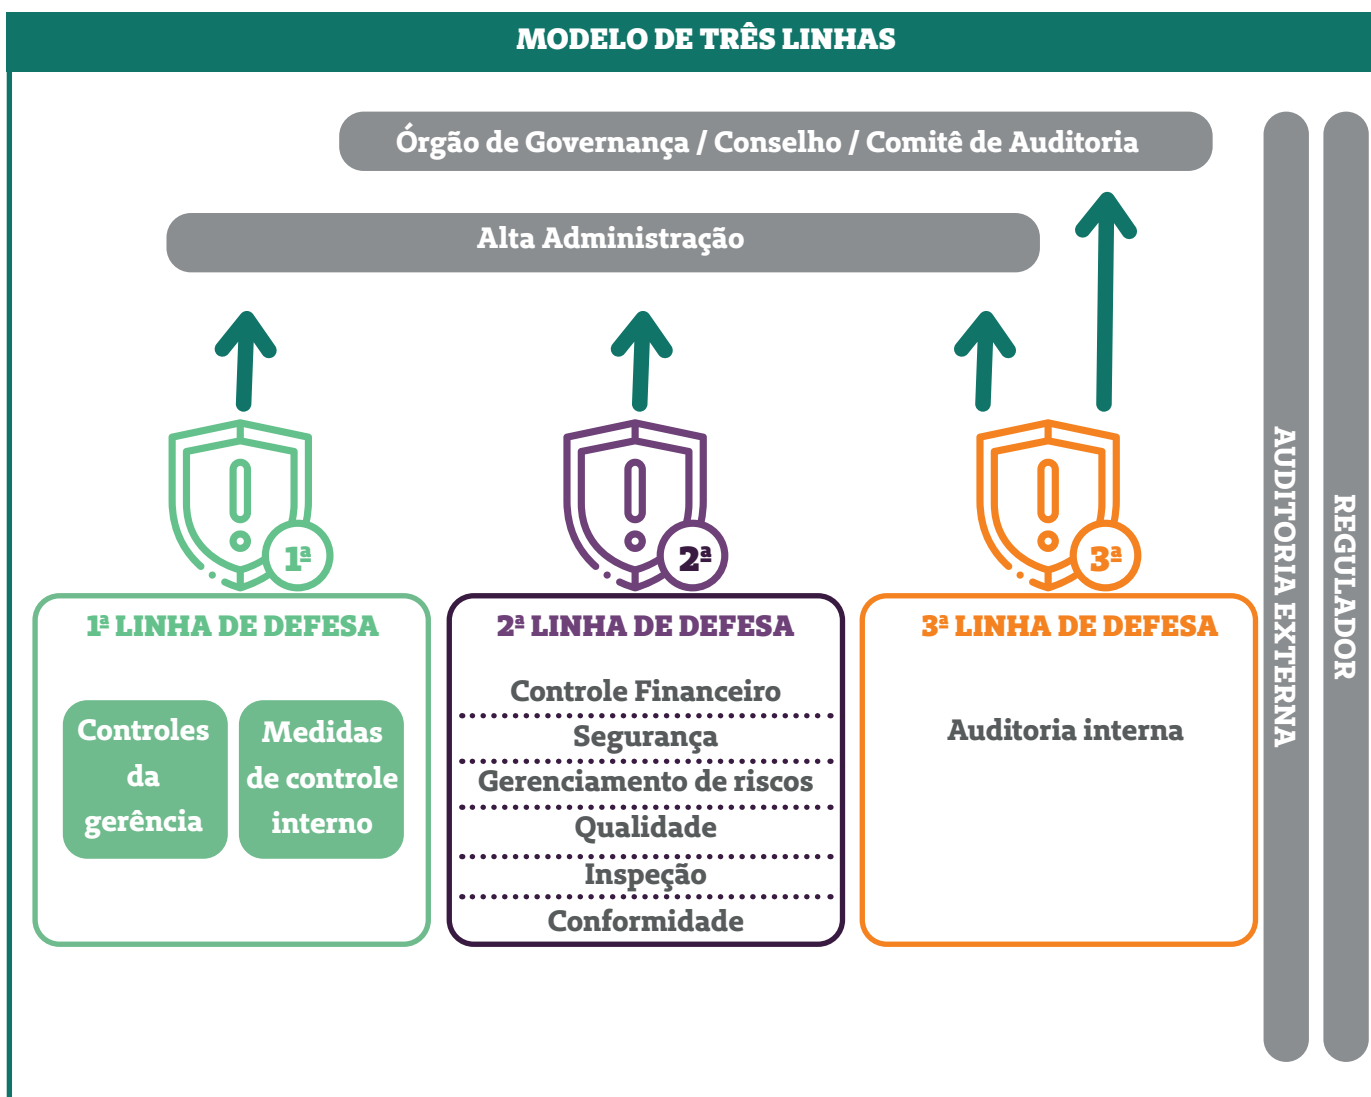 MODELO DE TRÊS LINHAS
Órgão de Governança / Conselho / Comitê de Auditoria
Alta Administração
1ª
2ª
3ª
1ª LINHA DE DEFESA
Controles
da
gerência
Medidas
de controle
interno
2ª LINHA DE DEFESA
Controle Financeiro
Segurança
Gerenciamento de riscos
Qualidade
Inspeção
Conformidade
3ª LINHA DE DEFESA
Auditoria interna
AUDITORIA EXTERNA
REGULADOR